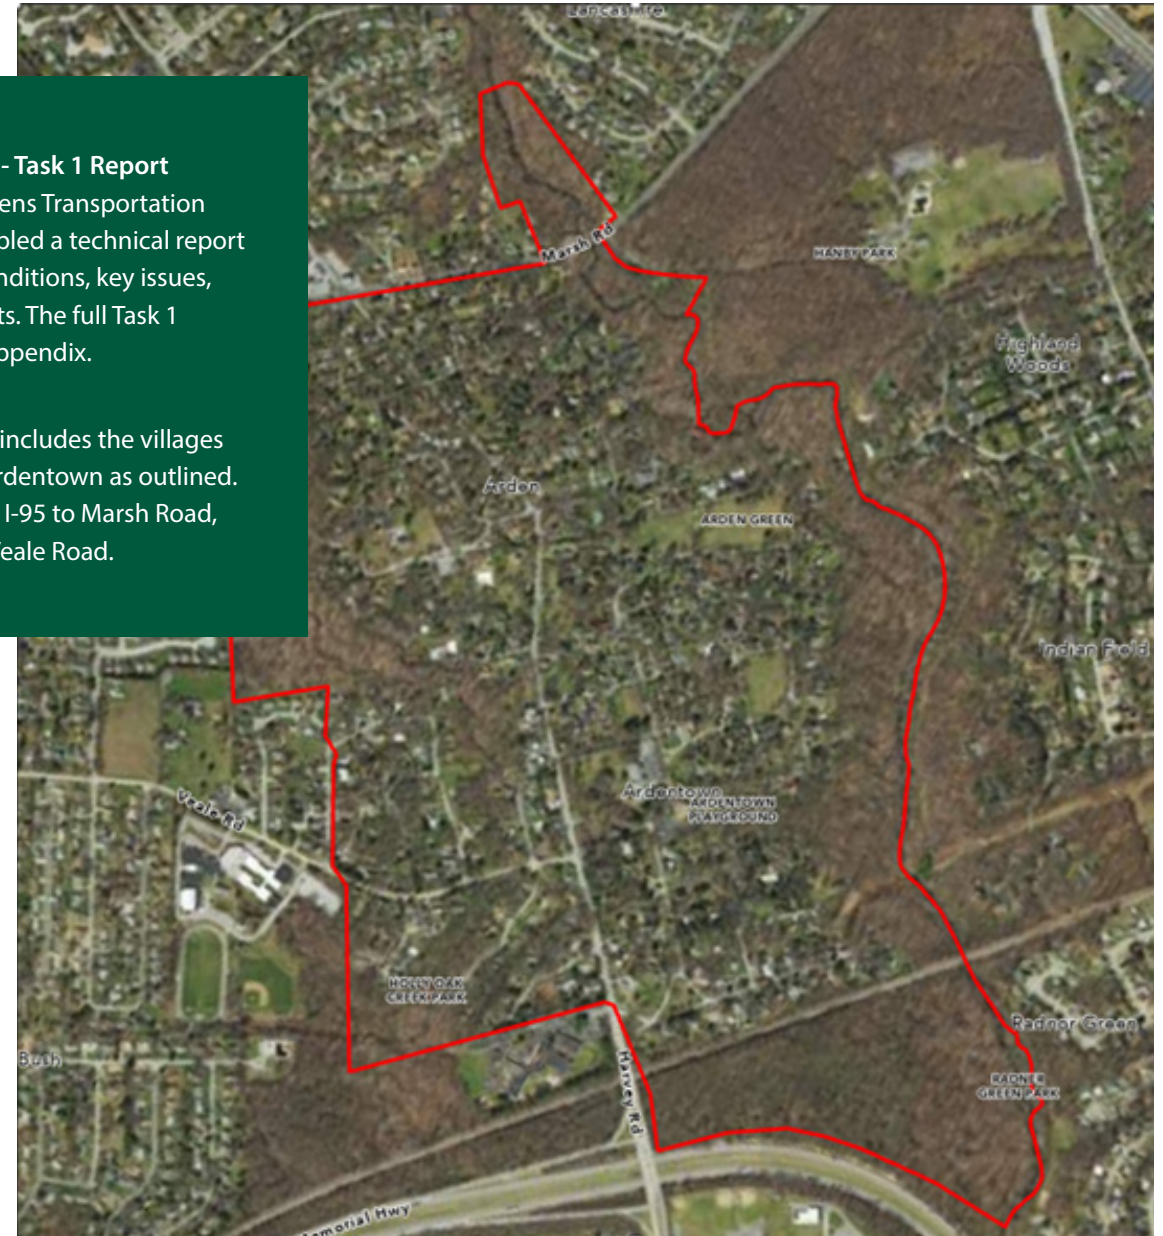 - Task 1 Report
ens Transportation
bled a technical report
nditions, key issues,
ts. The full Task 1
ppendix.
includes the villages
rdentown as outlined.
I-95 to Marsh Road,
eale Road.
Lancashire
Marsh Rd
HANBY PARK
Highland
Woods
Arden
ARDEN GREEN
Indian Field
Ardentown
ARDENTOWN
PLAYGROUND
Veale Rd
HOLLY OAK
CREEK PARK
Bush
Harvey Rd
Radnor Green
RADNER
GREEN PARK
emorial Hwy